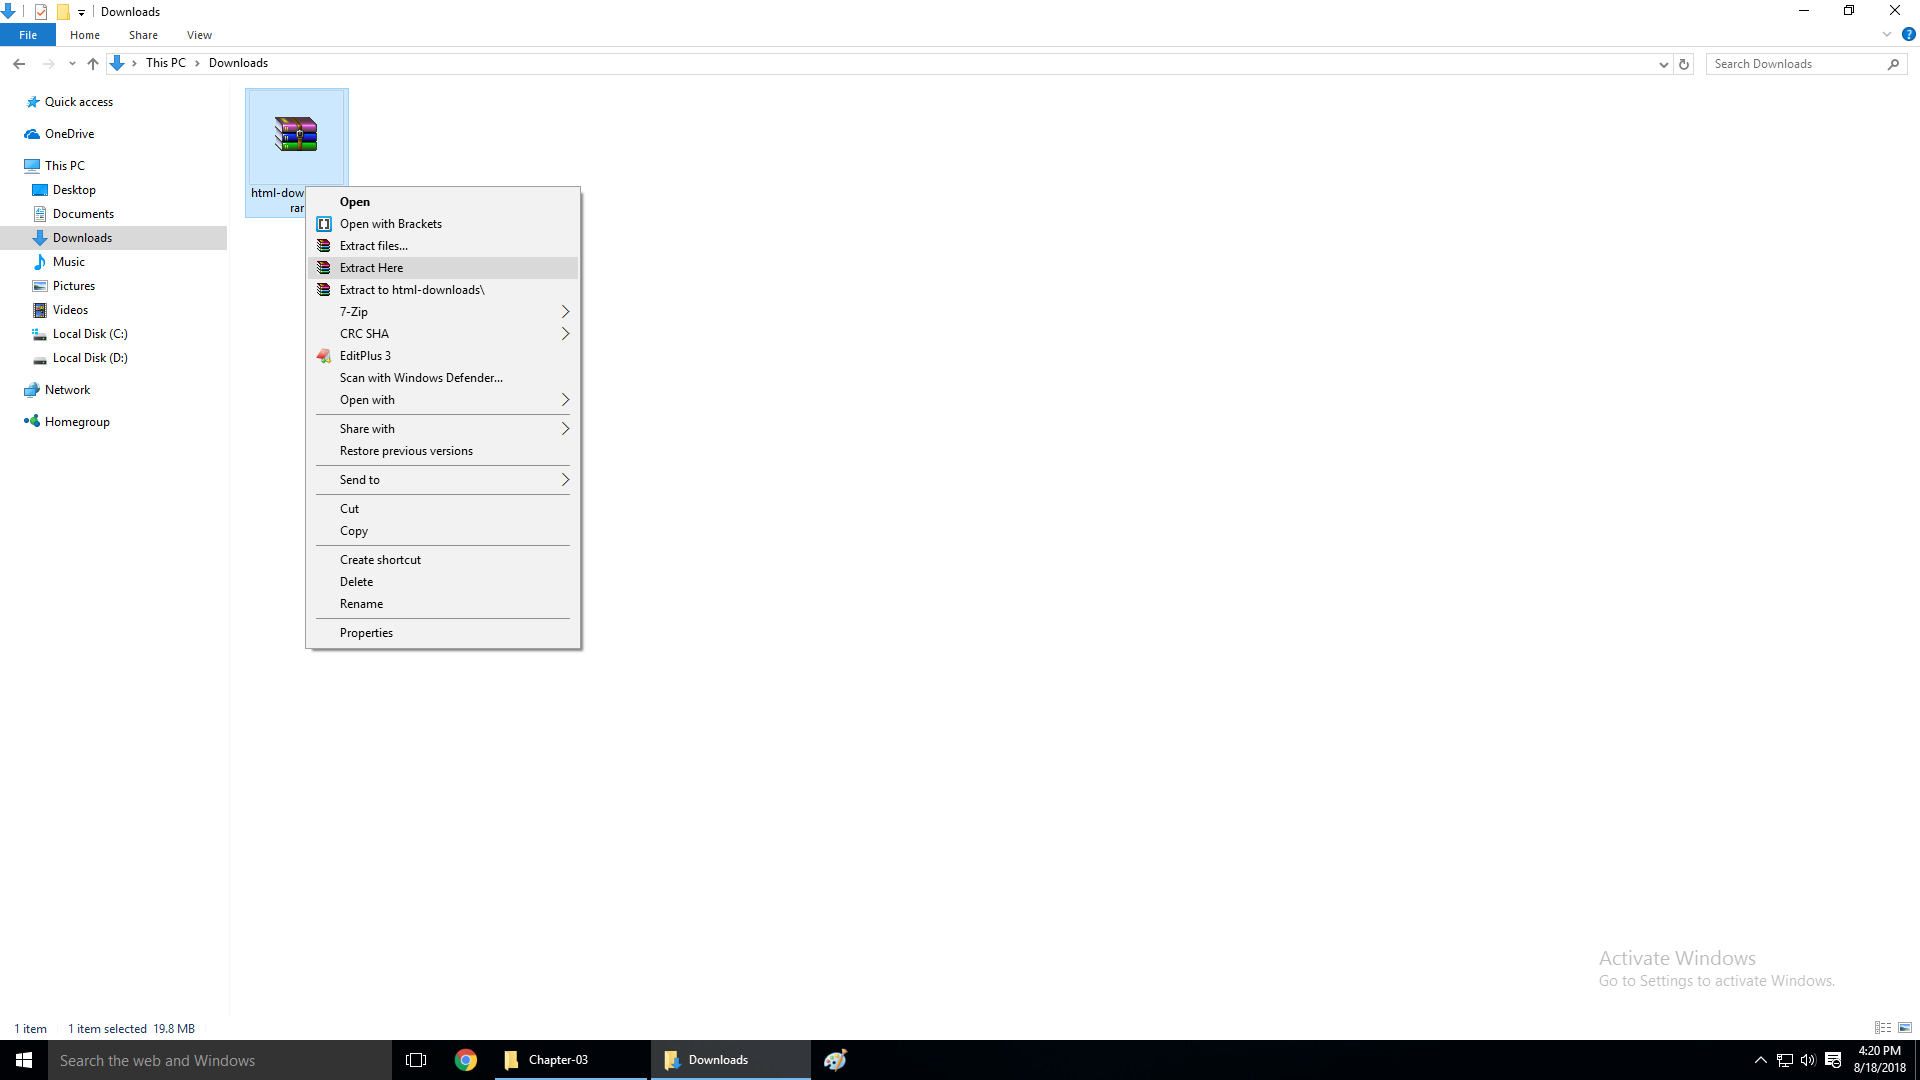 Downloads
File Home Share View
This PC Downloads
Search Downloads
Quick access
OneDrive
This PC
Desktop
Documents
Downloads
Music
Pictures
Videos
Local Disk (C:)
Local Disk (D:)
Network
Homegroup
rar
Open
Open with Brackets
Extract files...
Extract Here
Extract to html-downloads\
7-Zip
CRC SHA
EditPlus 3
Scan with Windows Defender...
Open with
Share with
Restore previous versions
Send to
Cut
Copy
Create shortcut
Delete
Rename
Properties
Activate Windows
Go to Settings to activate Windows.
1 item 1 item selected 19.8 MB
Search the web and Windows
Chapter-03
Downloads
4:20 PM
8/18/2018